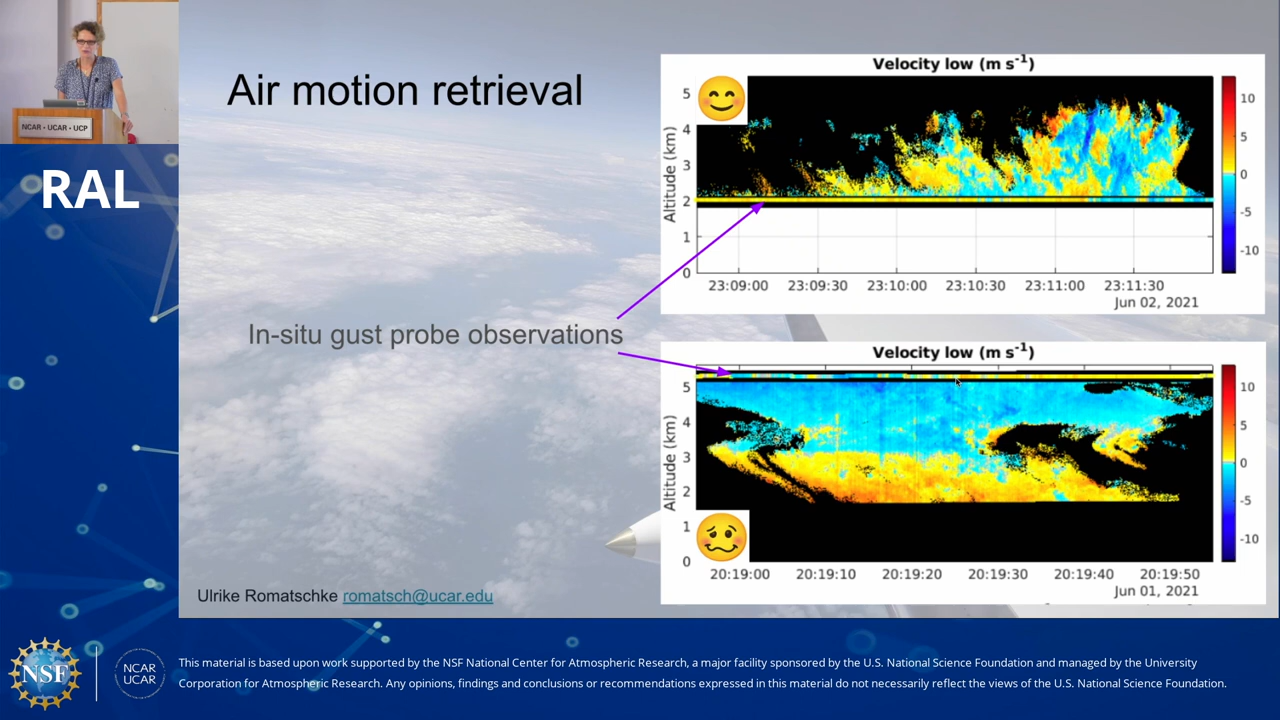 NCAR • UCAR • UCP
RAL
Air motion retrieval
In-situ gust probe observations
Ulrike Romatschke romatsch@ucar.edu
Velocity low (m s⁻¹)
Altitude (km)
5
4
3
2
1
0
10
5
0
-5
-10
23:09:00 23:09:30 23:10:00 23:10:30 23:11:00 23:11:30
Jun 02, 2021
Velocity low (m s⁻¹)
Altitude (km)
5
4
3
2
1
0
10
5
0
-5
-10
20:19:00 20:19:10 20:19:20 20:19:30 20:19:40 20:19:50
Jun 01, 2021
NSF
NCAR
UCAR
This material is based upon work supported by the NSF National Center for Atmospheric Research, a major facility sponsored by the U.S. National Science Foundation and managed by the University
Corporation for Atmospheric Research. Any opinions, findings and conclusions or recommendations expressed in this material do not necessarily reflect the views of the U.S. National Science Foundation.